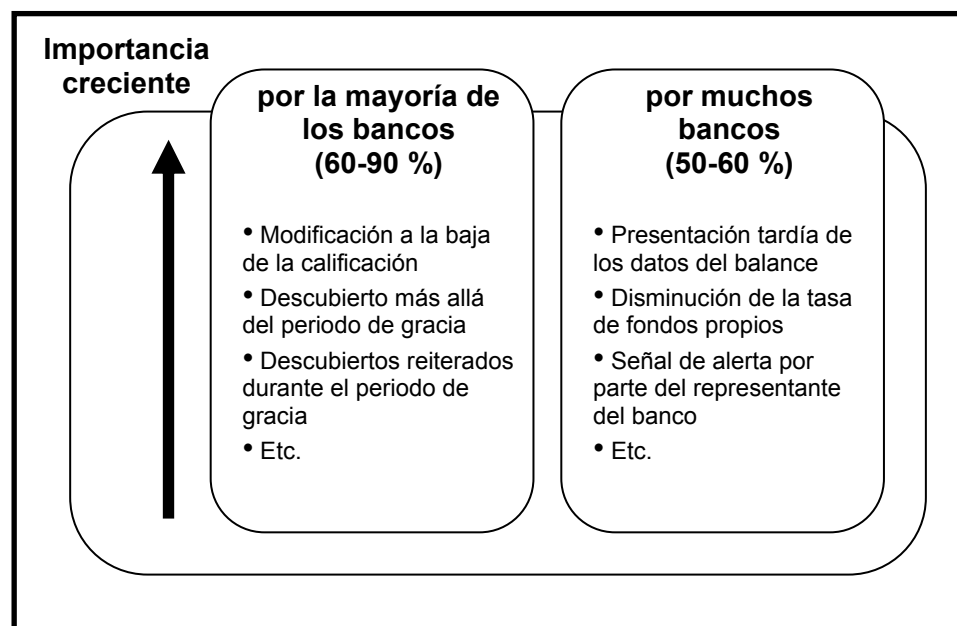 Importancia
creciente
por la mayoría de
los bancos
(60-90 %)
• Modificación a la baja
de la calificación
• Descubierto más allá
del periodo de gracia
• Descubiertos reiterados
durante el periodo de
gracia
• Etc.
por muchos
bancos
(50-60 %)
• Presentación tardía de
los datos del balance
• Disminución de la tasa
de fondos propios
• Señal de alerta por
parte del representante
del banco
• Etc.